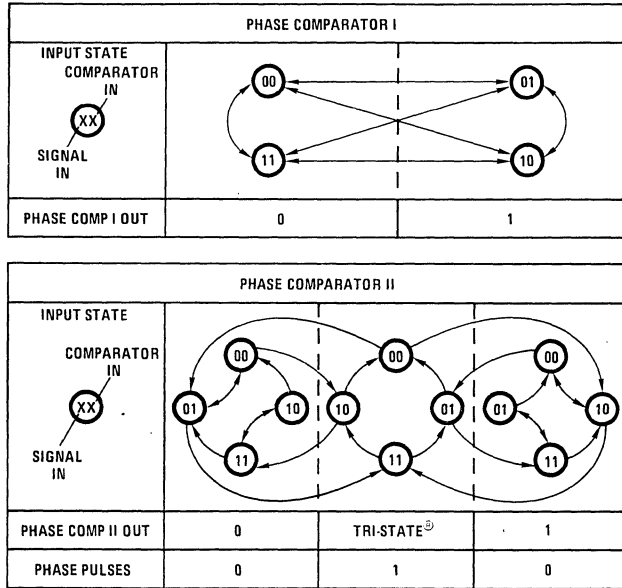 PHASE COMPARATOR I
INPUT STATE
COMPARATOR
IN
XX
SIGNAL
IN
00
01
11
10
PHASE COMP I OUT 0 1
PHASE COMPARATOR II
INPUT STATE
COMPARATOR
IN
XX
SIGNAL
IN
00 00 00
01 10 10 01 01 10
11 11 11
PHASE COMP II OUT 0 TRI-STATE® 1
PHASE PULSES 0 1 0